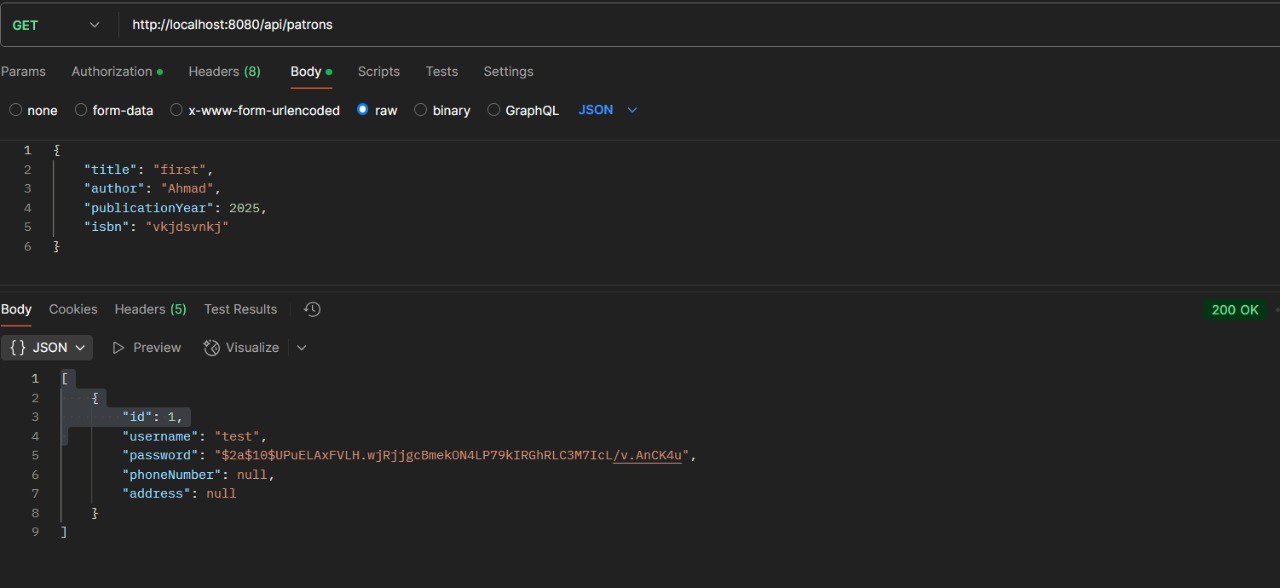 GET http://localhost:8080/api/patrons
Params Authorization Headers (8) Body Scripts Tests Settings
none form-data x-www-form-urlencoded raw binary GraphQL JSON
1 {
2 "title": "first",
3 "author": "Ahmad",
4 "publicationYear": 2025,
5 "isbn": "vkjdsvnkj"
6 }
Body Cookies Headers (5) Test Results 200 OK
{} JSON Preview Visualize
1 [
2 {
3 "id": 1,
4 "username": "test",
5 "password": "$2a$10$UPuELAxFVLH.wjRjjgcBmekON4LP79kIRGhRLC3M7IcL/v.AnCK4u",
6 "phoneNumber": null,
7 "address": null
8 }
9 ]